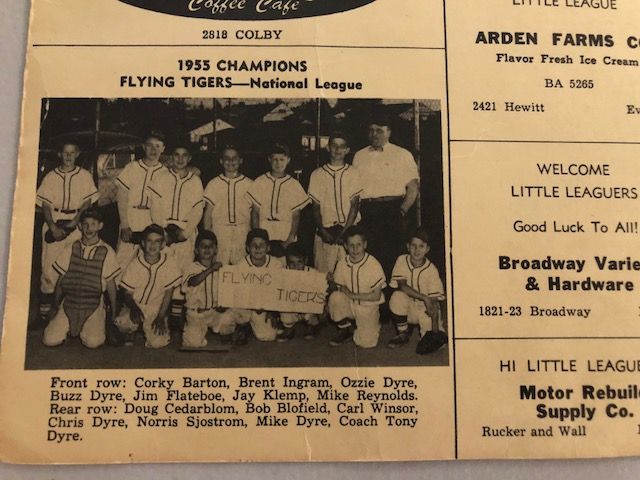 Coffee Cafe
2818 COLBY
1955 CHAMPIONS
FLYING TIGERS—National League
FLYING
TIGERS
Front row: Corky Barton, Brent Ingram, Ozzie Dyre,
Buzz Dyre, Jim Flateboe, Jay Klemp, Mike Reynolds.
Rear row: Doug Cedarblom, Bob Blofield, Carl Winsor,
Chris Dyre, Norris Sjostrom, Mike Dyre, Coach Tony
Dyre.
LITTLE LEAGUE
ARDEN FARMS CO
Flavor Fresh Ice Cream
BA 5265
2421 Hewitt Ev
WELCOME
LITTLE LEAGUERS
Good Luck To All!
Broadway Varie
& Hardware
1821-23 Broadway
HI LITTLE LEAGUE
Motor Rebuil
Supply Co.
Rucker and Wall